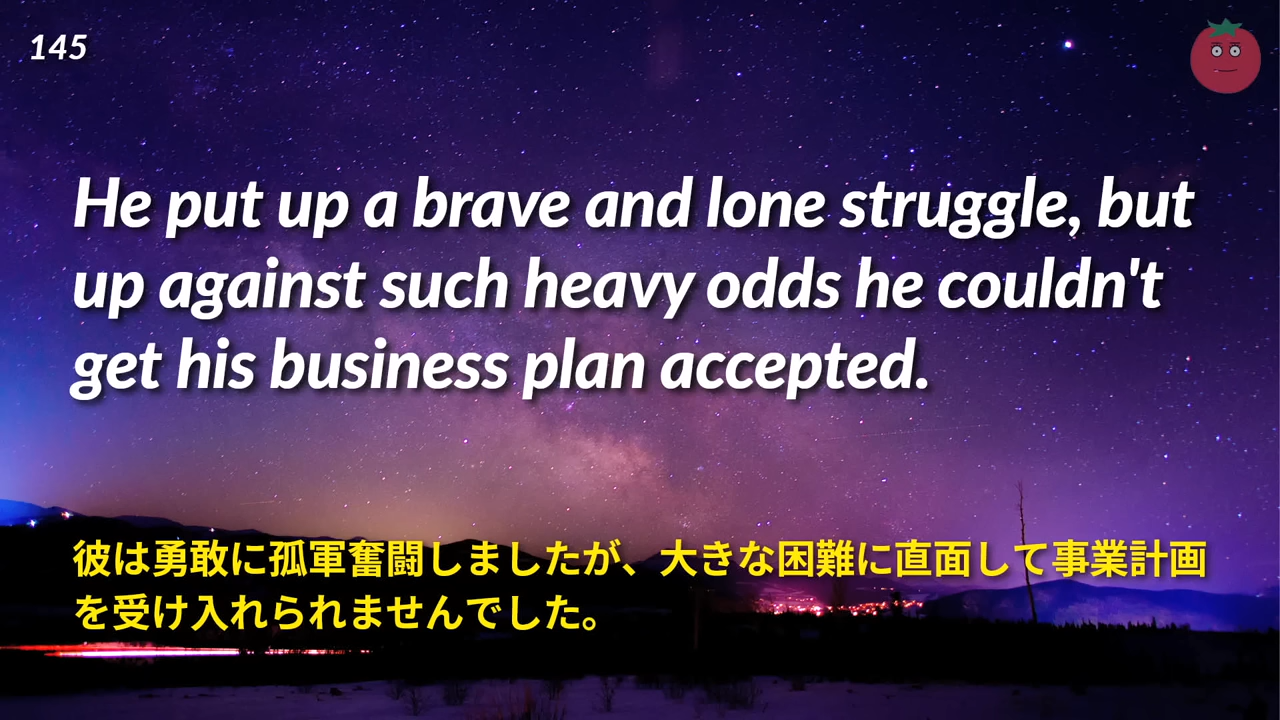 145
He put up a brave and lone struggle, but
up against such heavy odds he couldn't
get his business plan accepted.
彼は勇敢に孤軍奮闘しましたが、大きな困難に直面して事業計画
を受け入れられませんでした。